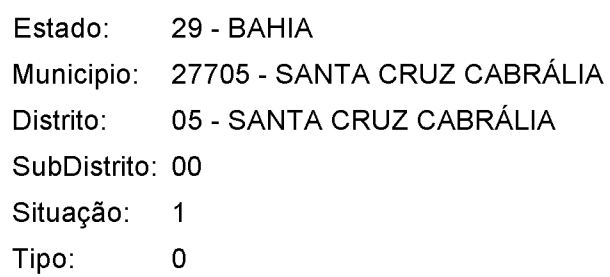 Estado: 29 - BAHIA
Municipio: 27705 - SANTA CRUZ CABRÁLIA
Distrito: 05 - SANTA CRUZ CABRÁLIA
SubDistrito: 00
Situação: 1
Tipo: 0